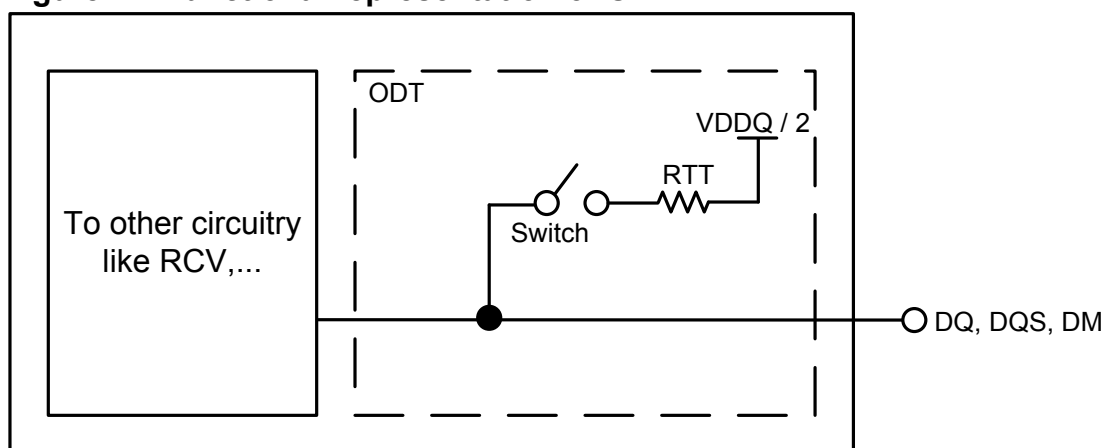 ODT
VDDQ / 2
RTT
Switch
To other circuitry
like RCV,...
DQ, DQS, DM